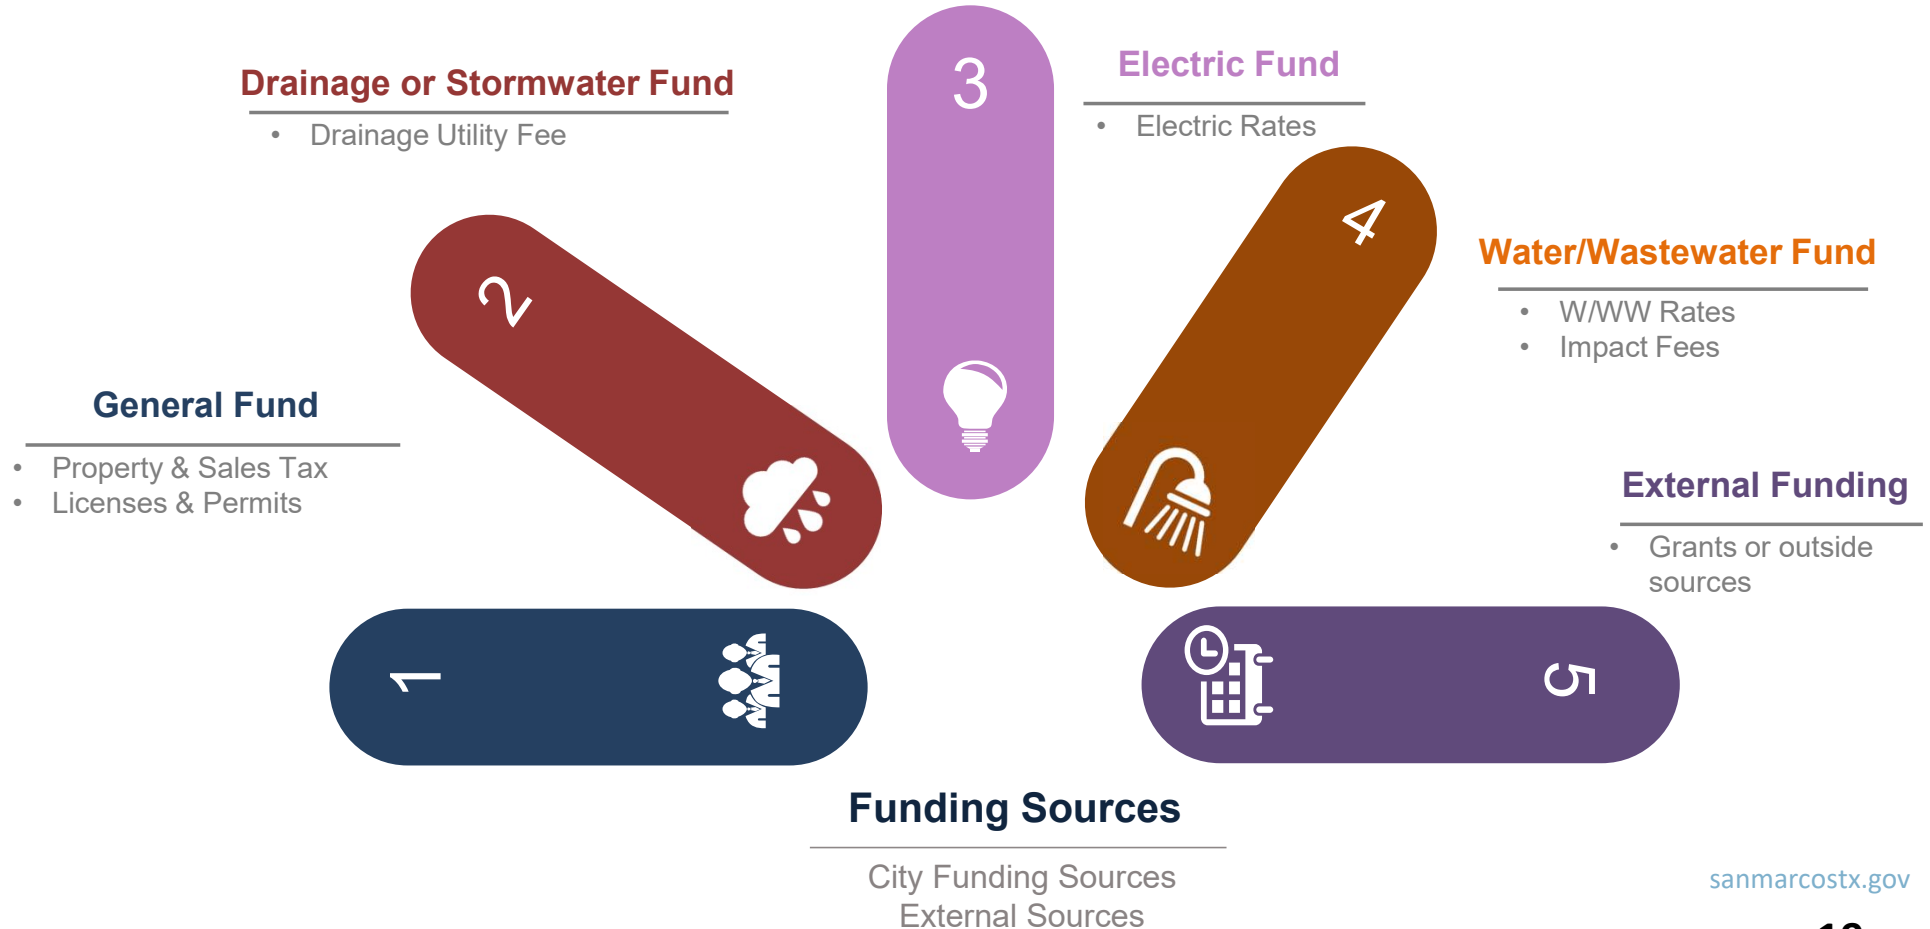 3
Electric Fund
• Electric Rates
Drainage or Stormwater Fund
• Drainage Utility Fee
2
4
Water/Wastewater Fund
• W/WW Rates
• Impact Fees
General Fund
• Property & Sales Tax
• Licenses & Permits
External Funding
• Grants or outside
sources
1
5
Funding Sources
City Funding Sources
External Sources
sanmarcostx.gov